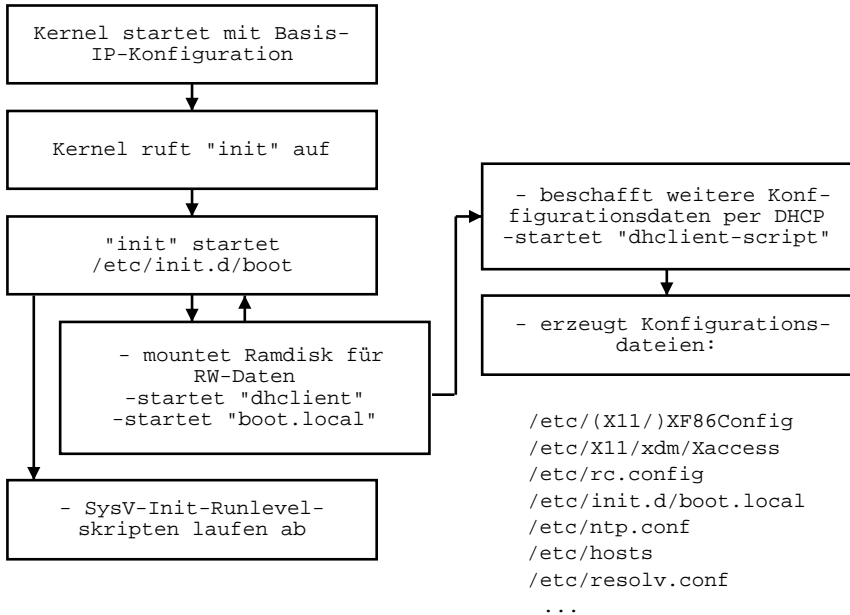 Kernel startet mit Basis-
IP-Konfiguration
Kernel ruft "init" auf
"init" startet
/etc/init.d/boot
- mountet Ramdisk für
RW-Daten
-startet "dhclient"
-startet "boot.local"
- SysV-Init-Runlevel-
skripten laufen ab
- beschafft weitere Konf-
figurationsdaten per DHCP
-startet "dhclient-script"
- erzeugt Konfigurations-
dateien:
/etc/(X11/)XF86Config
/etc/X11/xdm/Xaccess
/etc/rc.config
/etc/init.d/boot.local
/etc/ntp.conf
/etc/hosts
/etc/resolv.conf
...